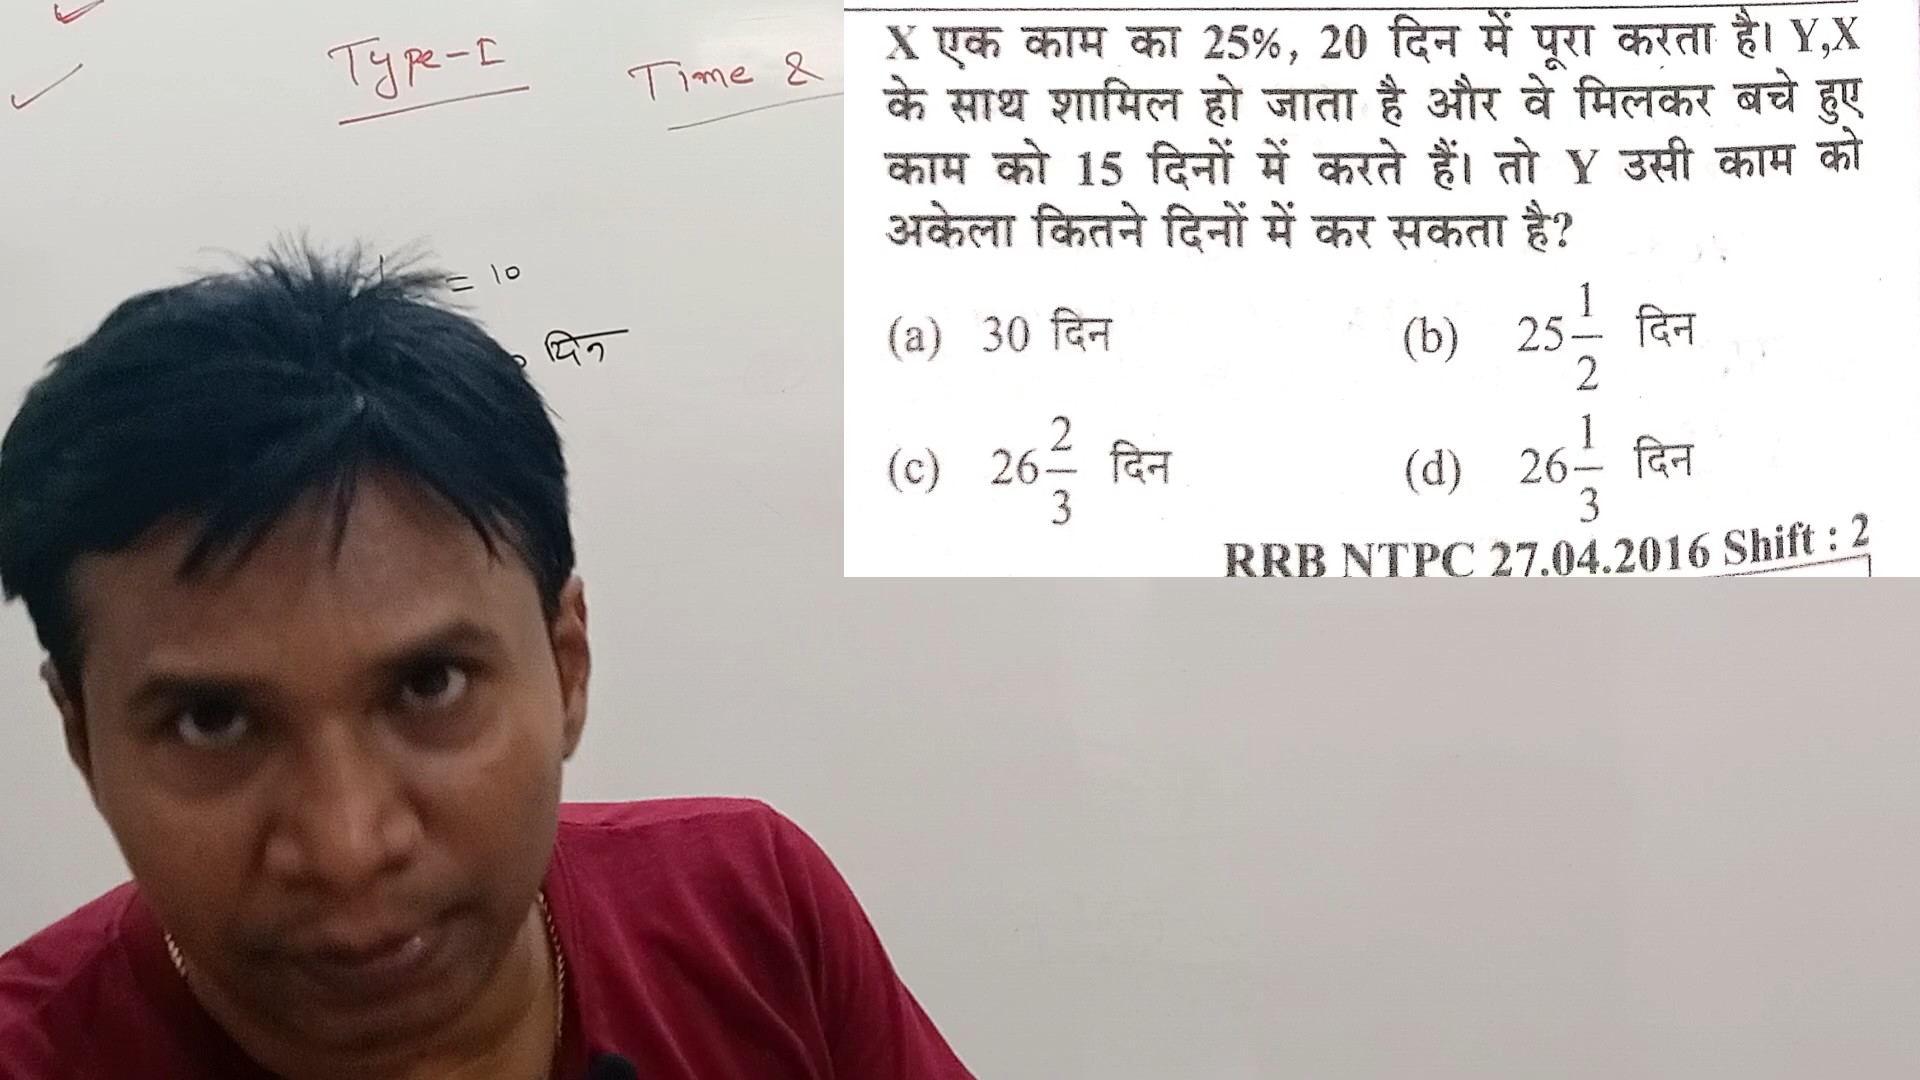 Type-I
Time &
= 10
दिन
X एक काम का 25%, 20 दिन में पूरा करता है। Y,X
के साथ शामिल हो जाता है और वे मिलकर बचे हुए
काम को 15 दिनों में करते हैं। तो Y उसी काम को
अकेला कितने दिनों में कर सकता है?
(a) 30 दिन (b) 25 1/2 दिन
(c) 26 2/3 दिन (d) 26 1/3 दिन
RRB NTPC 27.04.2016 Shift : 2